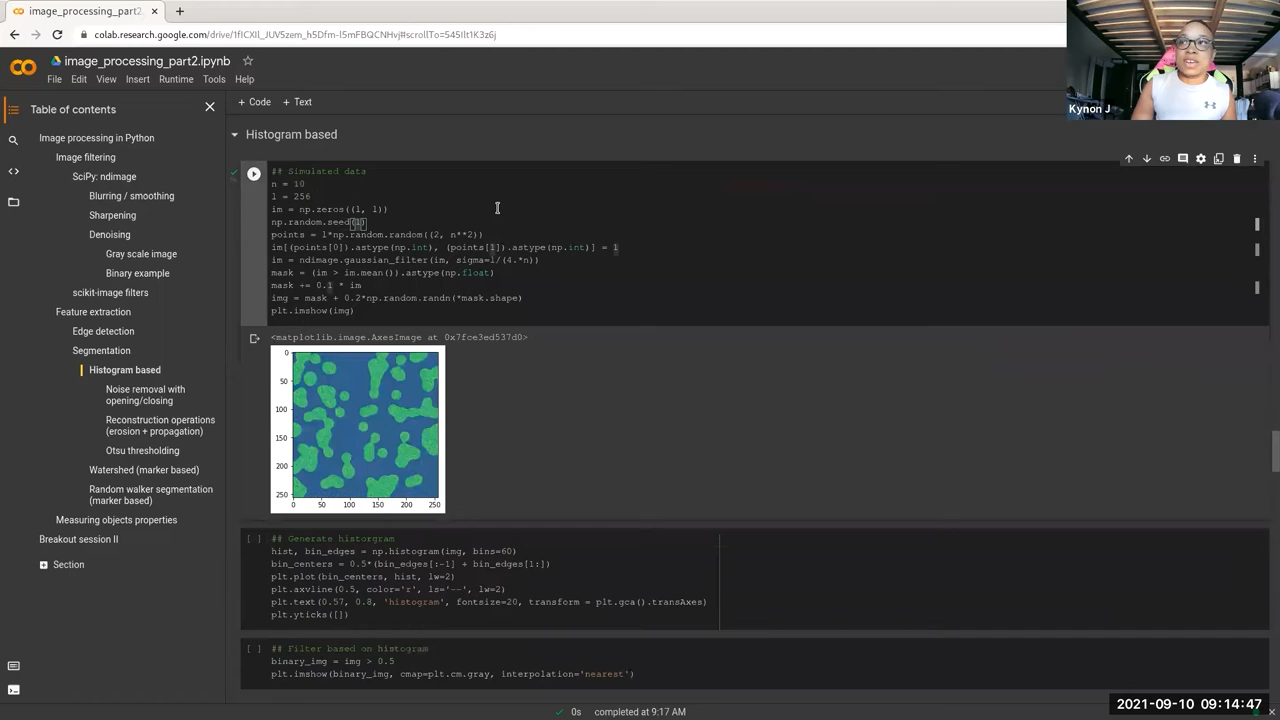 image_processing_part2.
colab.research.google.com/drive/1fICXIl_JUV5zem_h5Dfm-l5mFBQCNHvj#scrollTo=545Ilt1K3z6j
image_processing_part2.ipynb
File Edit View Insert Runtime Tools Help
Kynon J
Table of contents
+ Code + Text
Image processing in Python
Image filtering
SciPy: ndimage
Blurring / smoothing
Sharpening
Denoising
Gray scale image
Binary example
scikit-image filters
Feature extraction
Edge detection
Segmentation
Histogram based
Noise removal with
opening/closing
Reconstruction operations
(erosion + propagation)
Otsu thresholding
Watershed (marker based)
Random walker segmentation
(marker based)
Measuring objects properties
Breakout session II
Section
Histogram based
## Simulated data
n = 10
l = 256
im = np.zeros((l, l))
np.random.seed(1)
points = l*np.random.random((2, n**2))
im[(points[0]).astype(np.int), (points[1]).astype(np.int)] = 1
im = ndimage.gaussian_filter(im, sigma=l/(4.*n))
mask = (im > im.mean()).astype(np.float)
mask += 0.1 * im
img = mask + 0.2*np.random.randn(*mask.shape)
plt.imshow(img)
<matplotlib.image.AxesImage at 0x7fce3ed537d0>
0
50
100
150
200
250
0 50 100 150 200 250
[ ] ## Generate historgram
hist, bin_edges = np.histogram(img, bins=60)
bin_centers = 0.5*(bin_edges[:-1] + bin_edges[1:])
plt.plot(bin_centers, hist, lw=2)
plt.axvline(0.5, color='r', ls='--', lw=2)
plt.text(0.57, 0.8, 'histogram', fontsize=20, transform = plt.gca().transAxes)
plt.yticks([])
[ ] ## Filter based on histogram
binary_img = img > 0.5
plt.imshow(binary_img, cmap=plt.cm.gray, interpolation='nearest')
0s completed at 9:17 AM
2021-09-10 09:14:47